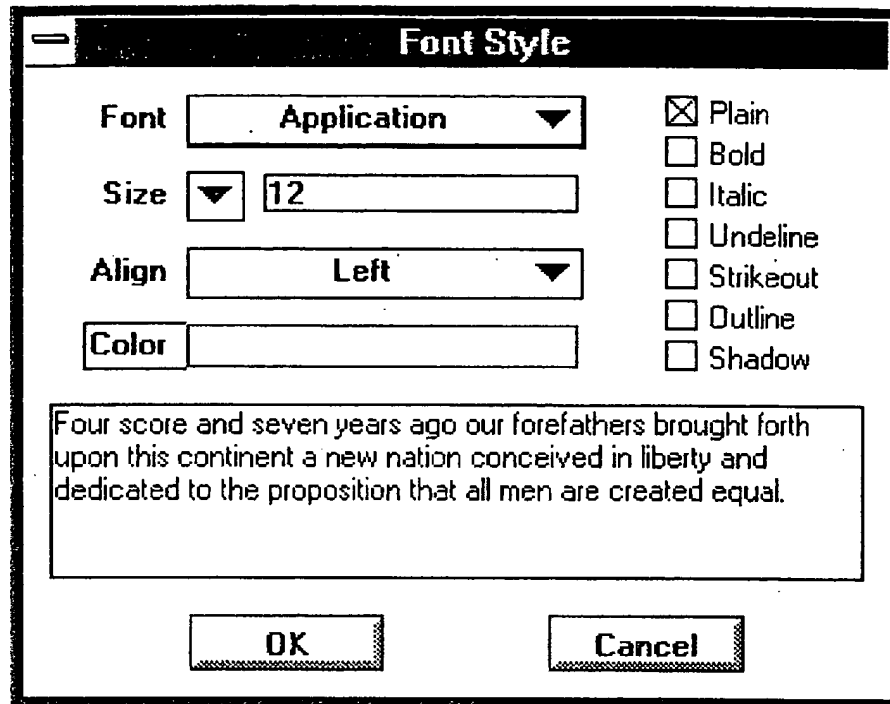 Font Style
Font Application
Size 12
Align Left
Color
Plain
Bold
Italic
Undeline
Strikeout
Outline
Shadow
Four score and seven years ago our forefathers brought forth
upon this continent a new nation conceived in liberty and
dedicated to the proposition that all men are created equal.
OK Cancel